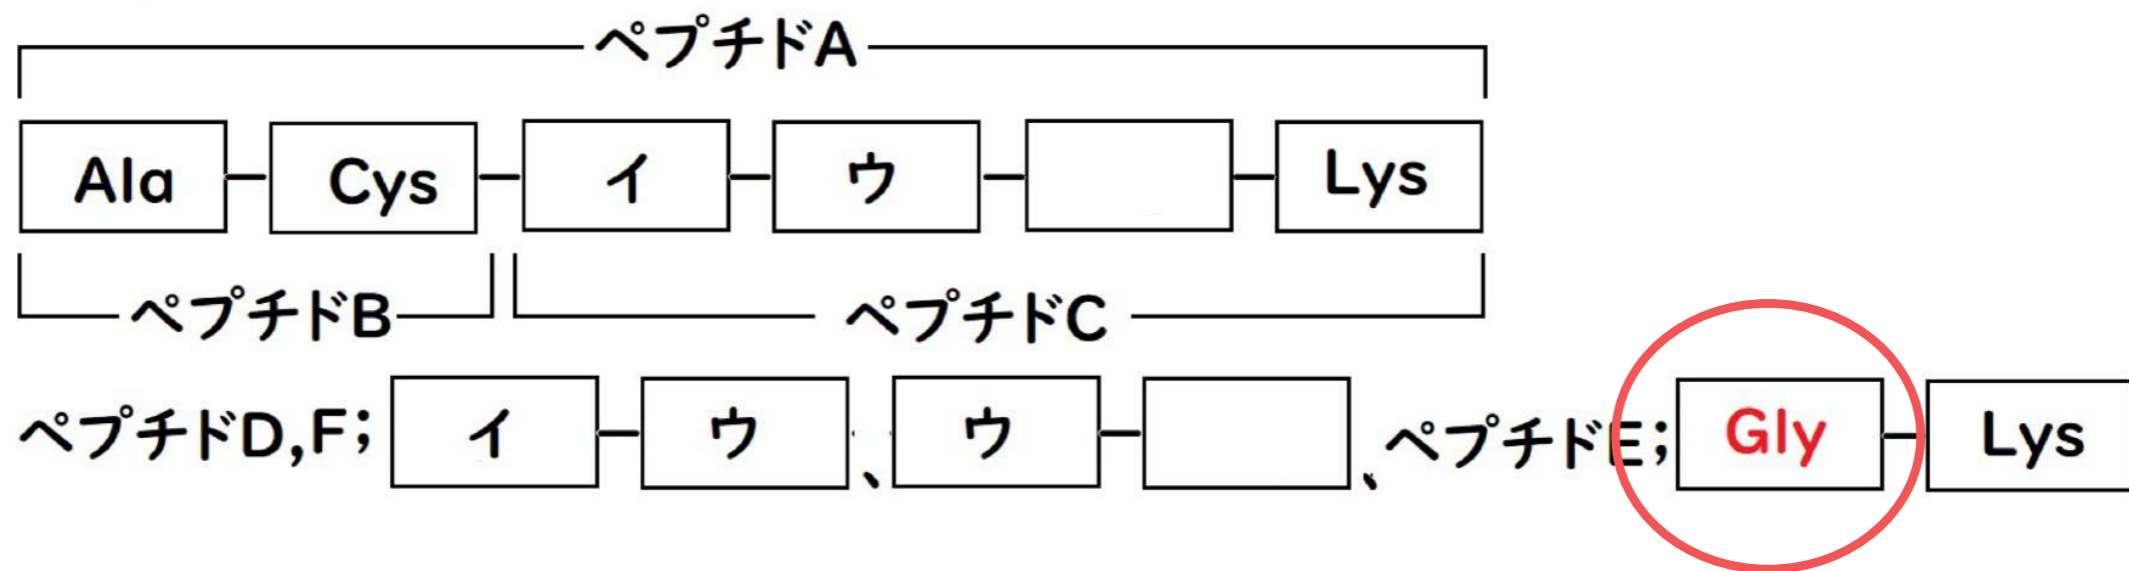 ペプチドA
Ala Cys イ ウ Lys
ペプチドB ペプチドC
ペプチドD,F; イ ウ 、 ウ 、 ペプチドE; Gly Lys